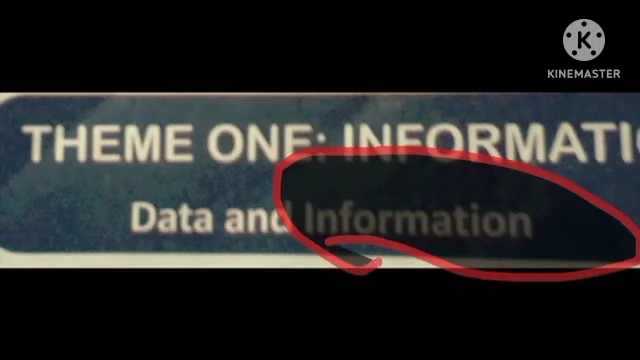 K
KINEMASTER
THEME ONE: INFORMATI
Data and Information